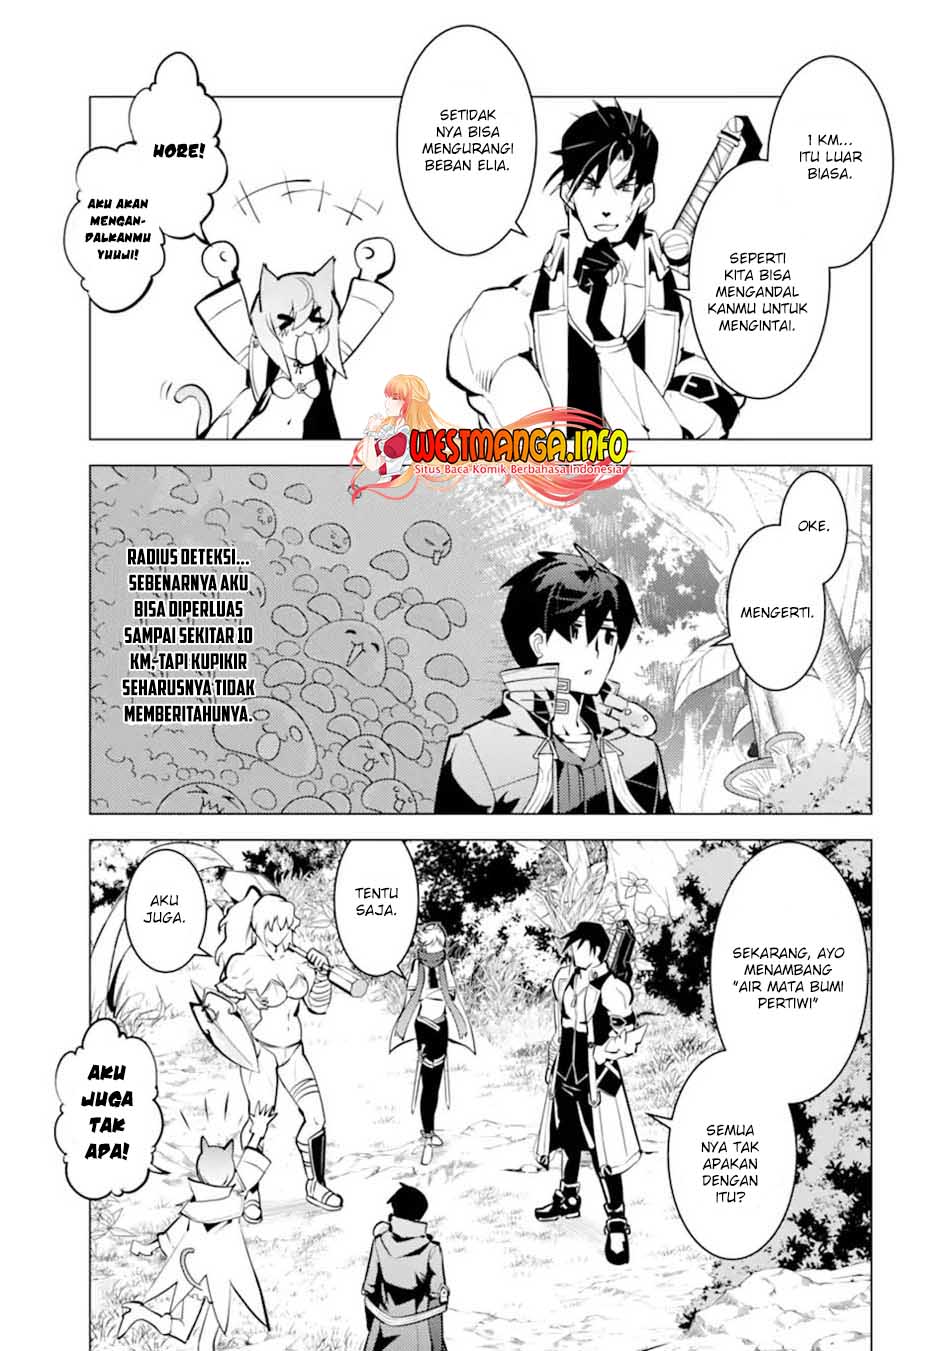 1 KM...
ITU LUAR
BIASA.
SEPERTI
KITA BISA
MENGANDAL
KANMU UNTUK
MENGINTAI.
SETIDAK
NYA BISA
MENGURANGI
BEBAN ELIA.
HORE!
AKU AKAN
MENGAN-
DALKANMU
YUUJI!
WESTMANGA.INFO
Situs Baca Komik Berbahasa Indonesia
OKE.
MENGERTI.
RADIUS DETEKSI...
SEBENARNYA AKU
BISA DIPERLUAS
SAMPAI SEKITAR 10
KM, TAPI KUPIKIR
SEHARUSNYA TIDAK
MEMBERITAHUNYA.
SEKARANG, AYO
MENAMBANG
"AIR MATA BUMI
PERTIWI"
SEMUA
NYA TAK
APAKAN
DENGAN
ITU?
TENTU
SAJA.
AKU
JUGA.
AKU
JUGA
TAK
APA!